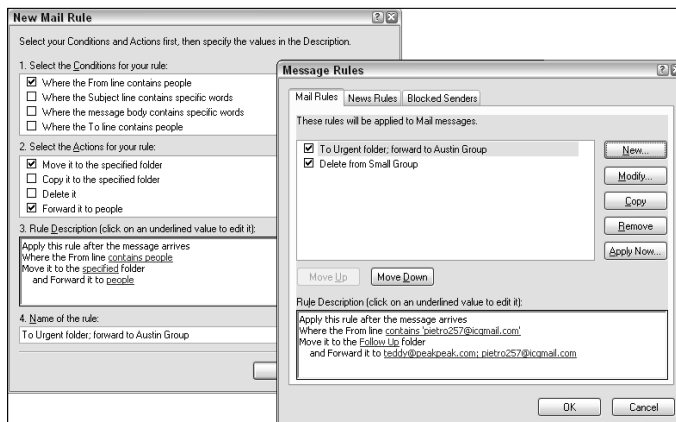 New Mail Rule
Select your Conditions and Actions first, then specify the values in the Description.
1. Select the Conditions for your rule:
Where the From line contains people
Where the Subject line contains specific words
Where the message body contains specific words
Where the To line contains people
2. Select the Actions for your rule:
Move it to the specified folder
Copy it to the specified folder
Delete it
Forward it to people
3. Rule Description (click on an underlined value to edit it):
Apply this rule after the message arrives
Where the From line contains people
Move it to the specified folder
and Forward it to people
4. Name of the rule:
To Urgent folder; forward to Austin Group
Message Rules
Mail Rules
News Rules
Blocked Senders
These rules will be applied to Mail messages.
To Urgent folder; forward to Austin Group
Delete from Small Group
New...
Modify...
Copy
Remove
Apply Now...
Move Up
Move Down
Rule Description (click on an underlined value to edit it):
Apply this rule after the message arrives
Where the From line contains 'pietro257@icqmail.com'
Move it to the Follow Up folder
and Forward it to teddy@peakpeak.com; pietro257@icqmail.com
OK
Cancel